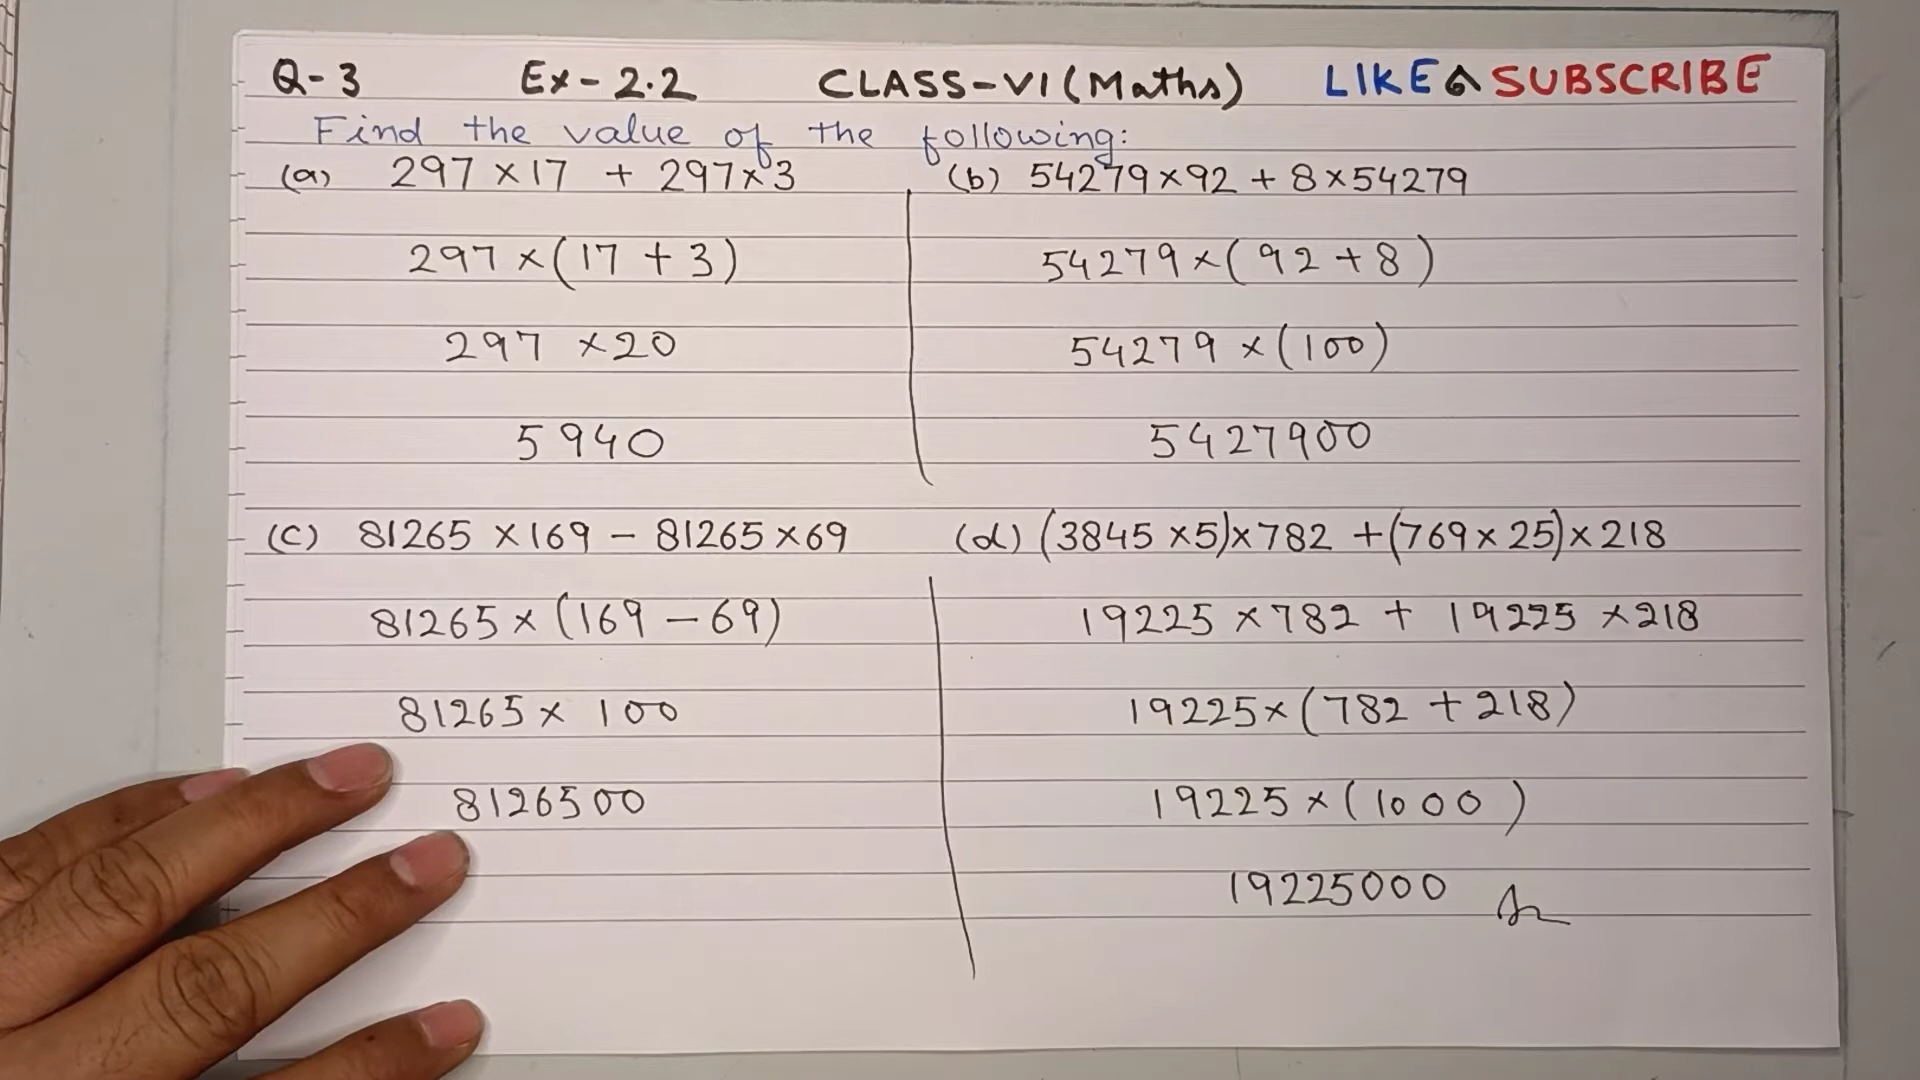 Q-3 Ex-2.2 CLASS-VI (Maths) LIKE & SUBSCRIBE
Find the value of the following:
(a) 297 × 17 + 297 × 3
297 × (17 + 3)
297 × 20
5940
(b) 54279 × 92 + 8 × 54279
54279 × (92 + 8)
54279 × (100)
5427900
(c) 81265 × 169 - 81265 × 69
81265 × (169 - 69)
81265 × 100
8126500
(d) (3845 × 5) × 782 + (769 × 25) × 218
19225 × 782 + 19225 × 218
19225 × (782 + 218)
19225 × (1000)
19225000